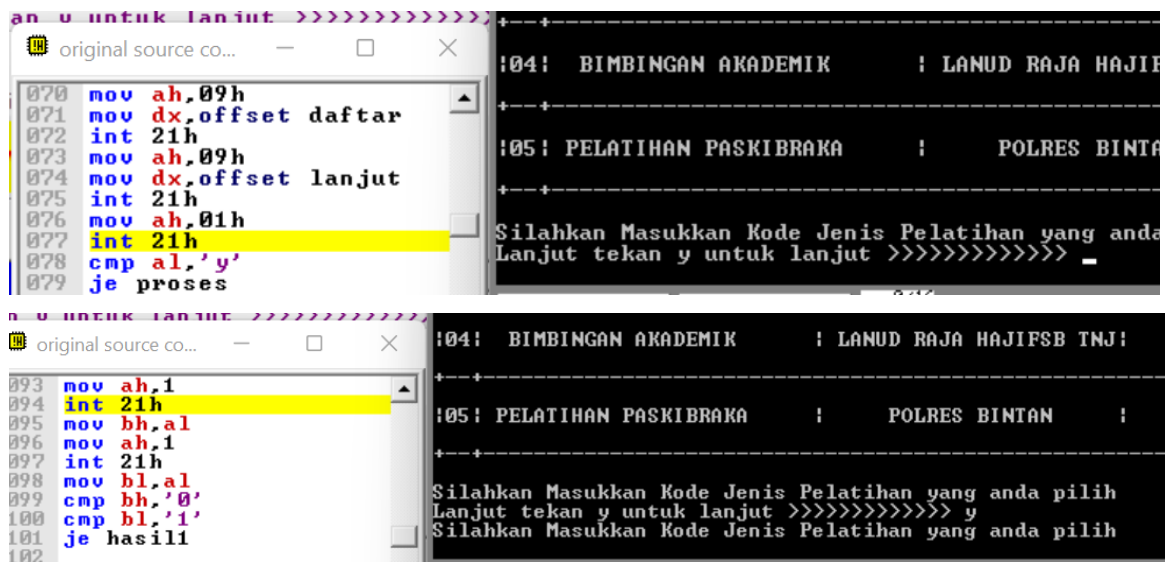 an y untuk lanjut >>>>>>>>>>>>
original source co...
070 mov ah,09h
071 mov dx,offset daftar
072 int 21h
073 mov ah,09h
074 mov dx,offset lanjut
075 int 21h
076 mov ah,01h
077 int 21h
078 cmp al,'y'
079 je proses
+--+------------------------------------------------
|04| BIMBINGAN AKADEMIK | LANUD RAJA HAJIF
+--+------------------------------------------------
|05| PELATIHAN PASKIBRAKA | POLRES BINTA
+--+------------------------------------------------
Silahkan Masukkan Kode Jenis Pelatihan yang anda
Lanjut tekan y untuk lanjut >>>>>>>>>>>>> _
n y untuk lanjut >>>>>>>>>>>>
original source co...
093 mov ah,1
094 int 21h
095 mov bh,al
096 mov ah,1
097 int 21h
098 mov bl,al
099 cmp bh,'0'
100 cmp bl,'1'
101 je hasil1
102
|04| BIMBINGAN AKADEMIK | LANUD RAJA HAJIFSB TNJ|
+--+------------------------------------------------
|05| PELATIHAN PASKIBRAKA | POLRES BINTAN |
+--+------------------------------------------------
Silahkan Masukkan Kode Jenis Pelatihan yang anda pilih
Lanjut tekan y untuk lanjut >>>>>>>>>>>>> y
Silahkan Masukkan Kode Jenis Pelatihan yang anda pilih